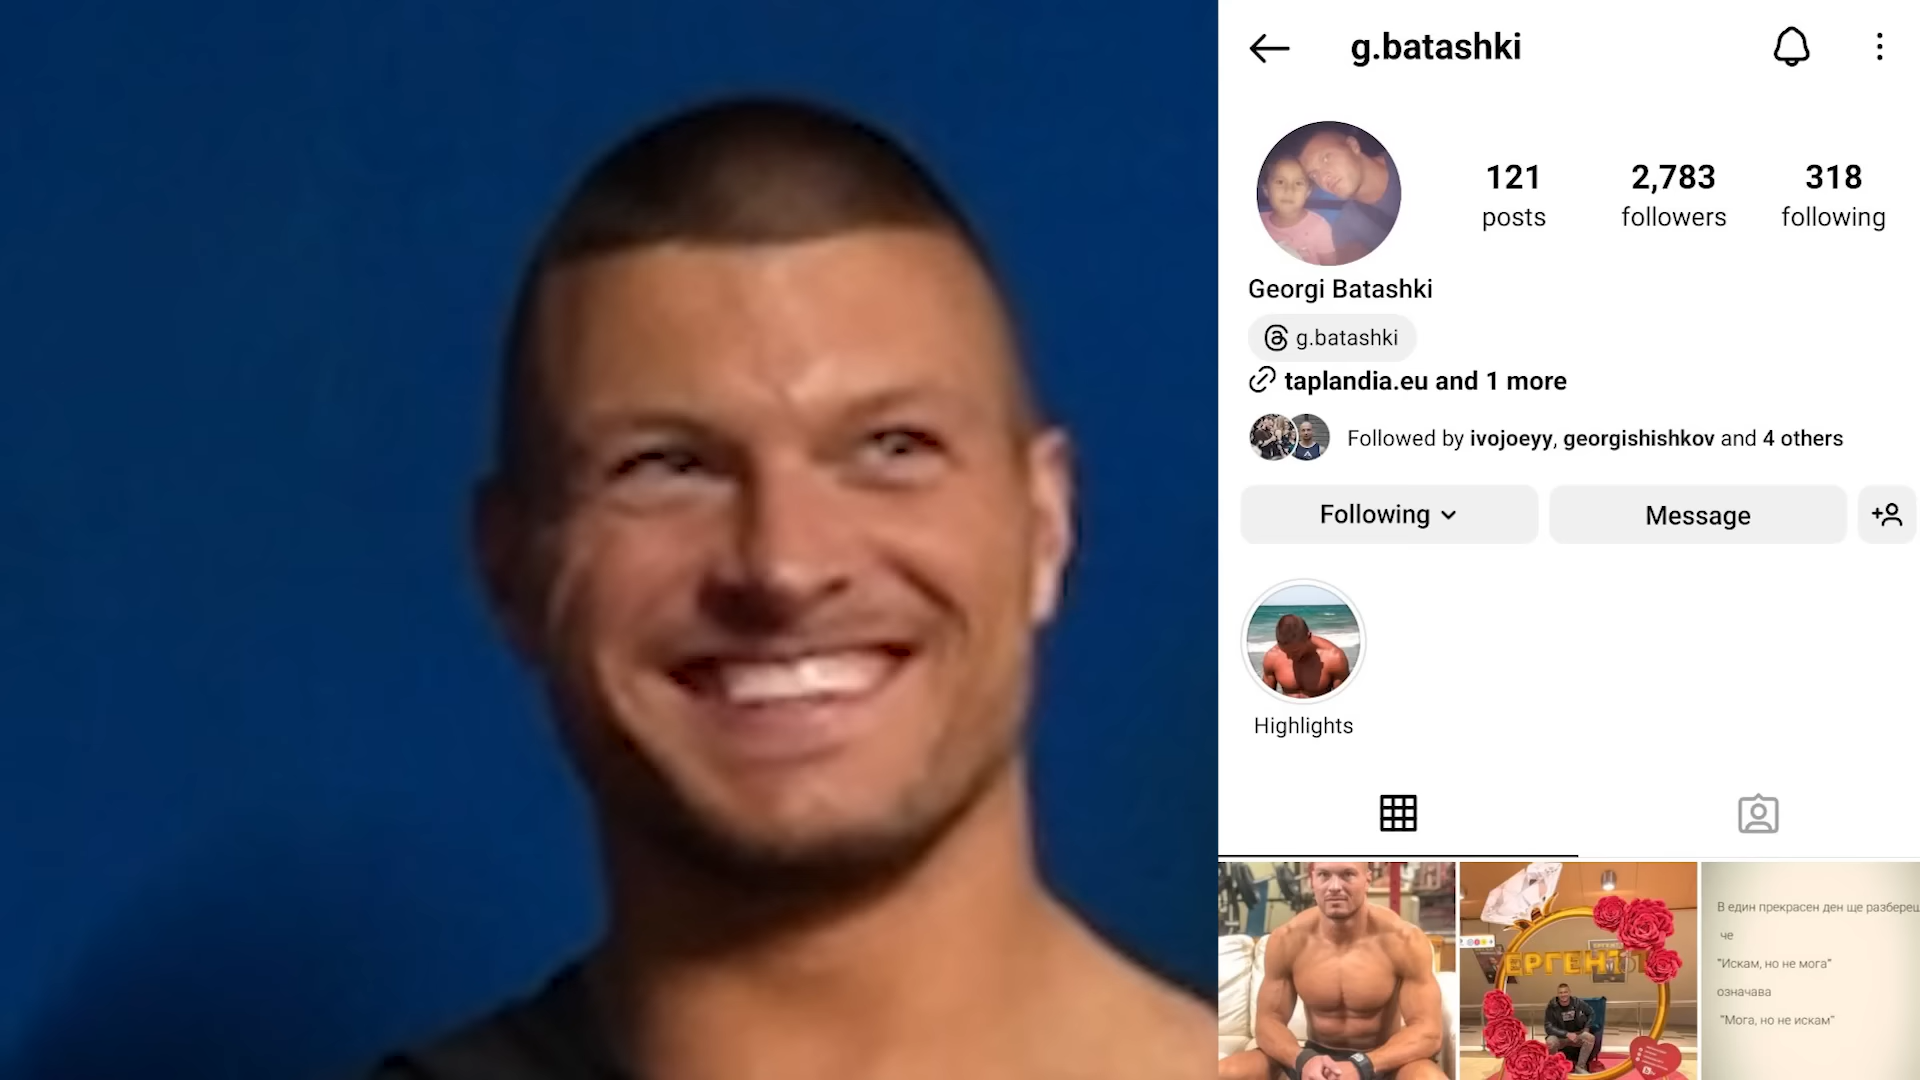 g.batashki
121
posts
2,783
followers
318
following
Georgi Batashki
g.batashki
taplandia.eu and 1 more
Followed by ivojoeyy, georgishishkov and 4 others
Following
Message
Highlights
ЕРГЕНЪТ
В един прекрасен ден ще разбереш
че
"Искам, но не мога"
означава
"Мога, но не искам"